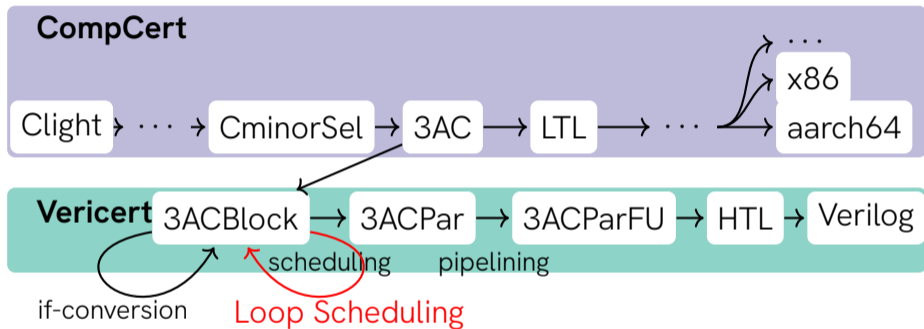 CompCert
· · ·
x86
Clight · · · CminorSel 3AC LTL · · · aarch64
Vericert 3ACBlock 3ACPar 3ACParFU HTL Verilog
scheduling pipelining
if-conversion Loop Scheduling